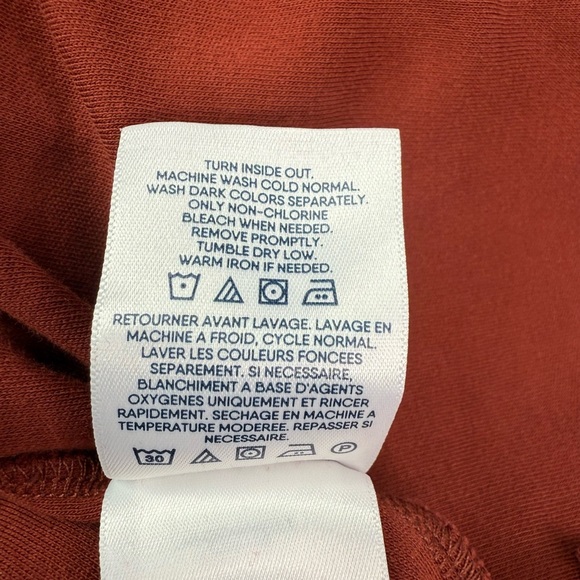 TURN INSIDE OUT.
MACHINE WASH COLD NORMAL.
WASH DARK COLORS SEPARATELY.
ONLY NON-CHLORINE
BLEACH WHEN NEEDED.
REMOVE PROMPTLY.
TUMBLE DRY LOW.
WARM IRON IF NEEDED.
RETOURNER AVANT LAVAGE. LAVAGE EN
MACHINE A FROID, CYCLE NORMAL.
LAVER LES COULEURS FONCEES
SEPAREMENT. SI NECESSAIRE,
BLANCHIMENT A BASE D'AGENTS
OXYGENES UNIQUEMENT ET RINCER
RAPIDEMENT. SECHAGE EN MACHINE A
TEMPERATURE MODEREE. REPASSER SI
NECESSAIRE.
30 P